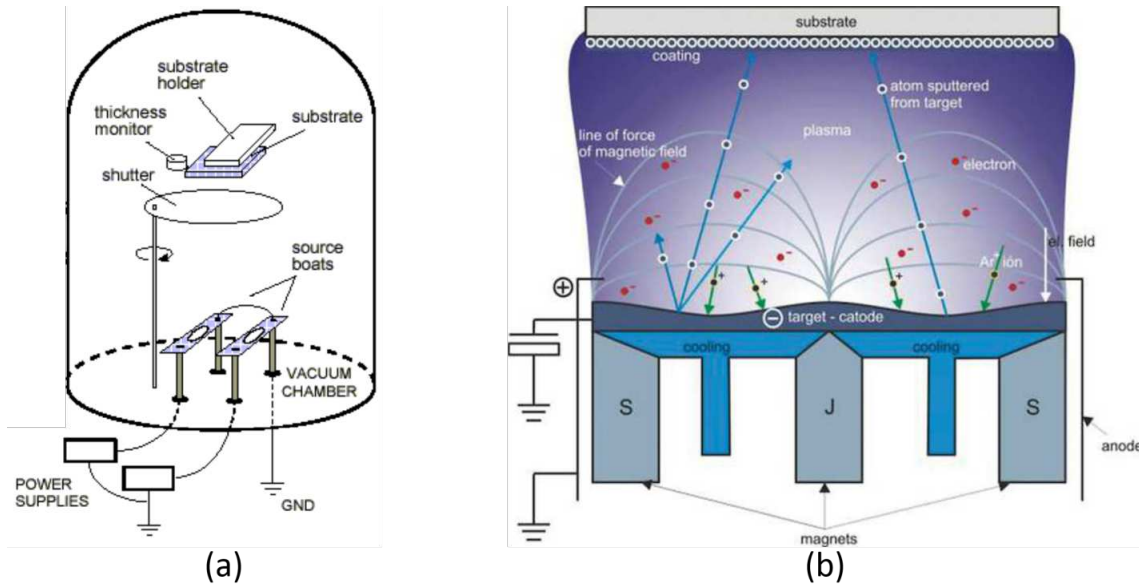 substrate
holder
thickness
monitor
substrate
shutter
source
boats
VACUUM
CHAMBER
POWER
SUPPLIES
GND
(a)
substrate
coating
atom sputtered
from target
plasma
line of force
of magnetic field
electron
el. field
Ar+ ión
+
+
+
+
⊕
⊖ target - catode
cooling
cooling
S
J
S
anode
magnets
(b)